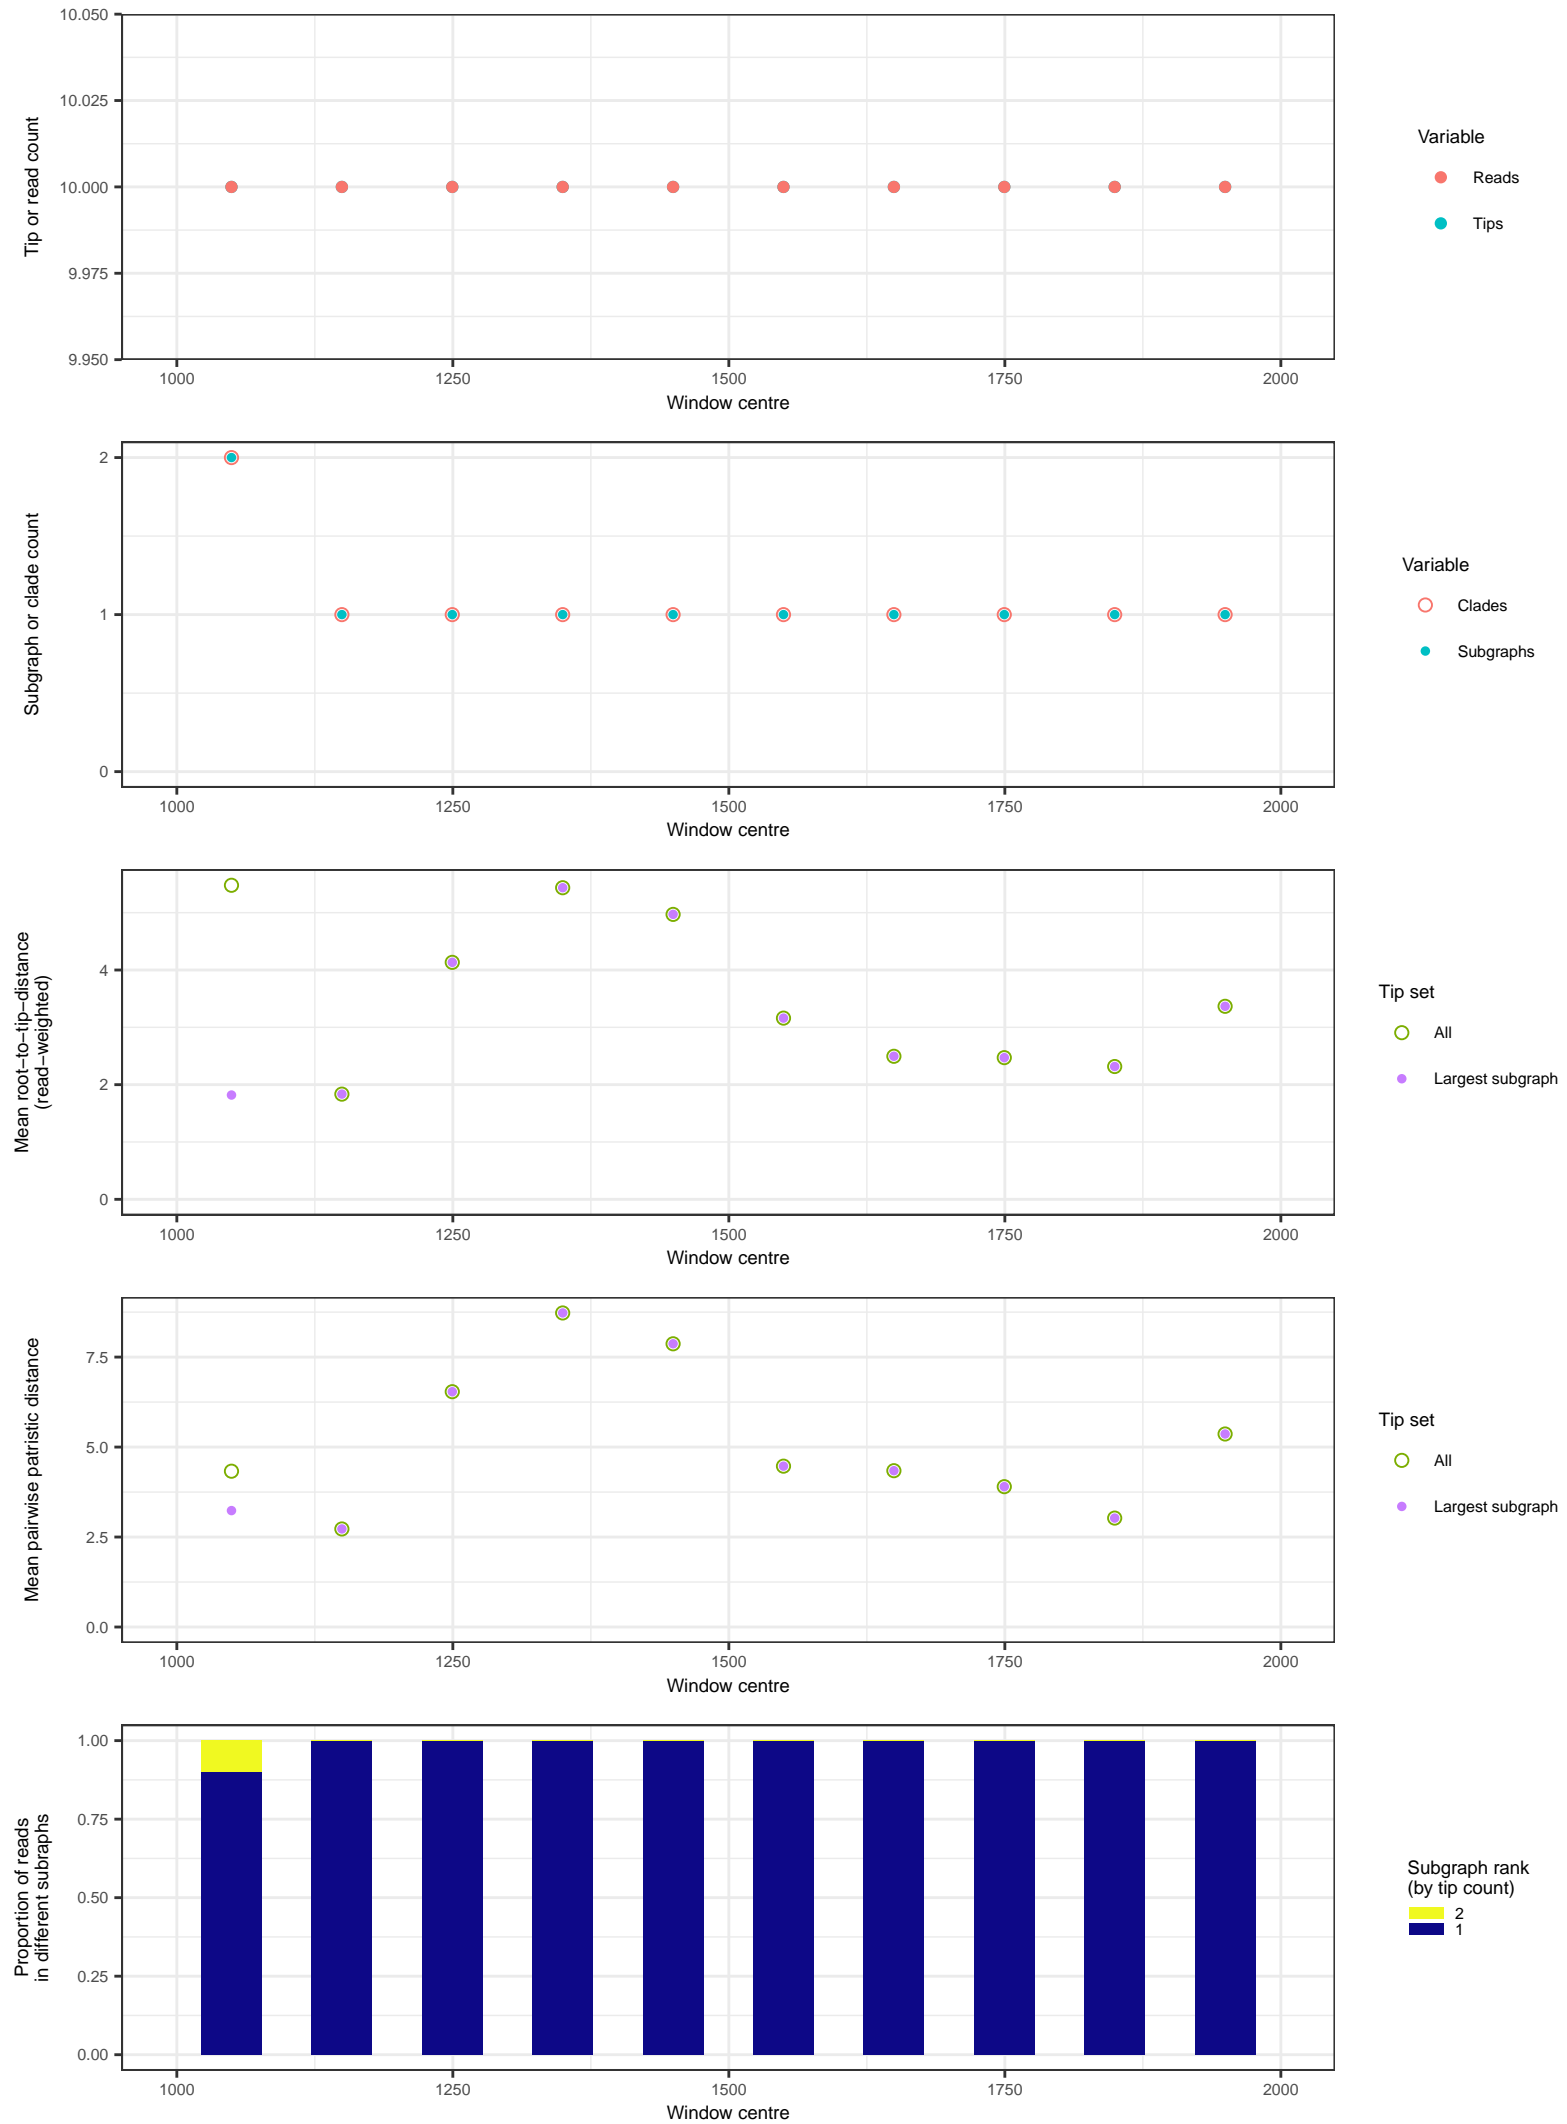 10.050
10.025
10.000
9.975
9.950
Tip or read count
1000 1250 1500 1750 2000
Window centre
Variable
Reads
Tips
2
1
0
Subgraph or clade count
1000 1250 1500 1750 2000
Window centre
Variable
Clades
Subgraphs
4
2
0
Mean root−to−tip−distance
(read−weighted)
1000 1250 1500 1750 2000
Window centre
Tip set
All
Largest subgraph
7.5
5.0
2.5
0.0
Mean pairwise patristic distance
1000 1250 1500 1750 2000
Window centre
Tip set
All
Largest subgraph
1.00
0.75
0.50
0.25
0.00
Proportion of reads
in different subraphs
1000 1250 1500 1750 2000
Window centre
Subgraph rank
(by tip count)
2
1